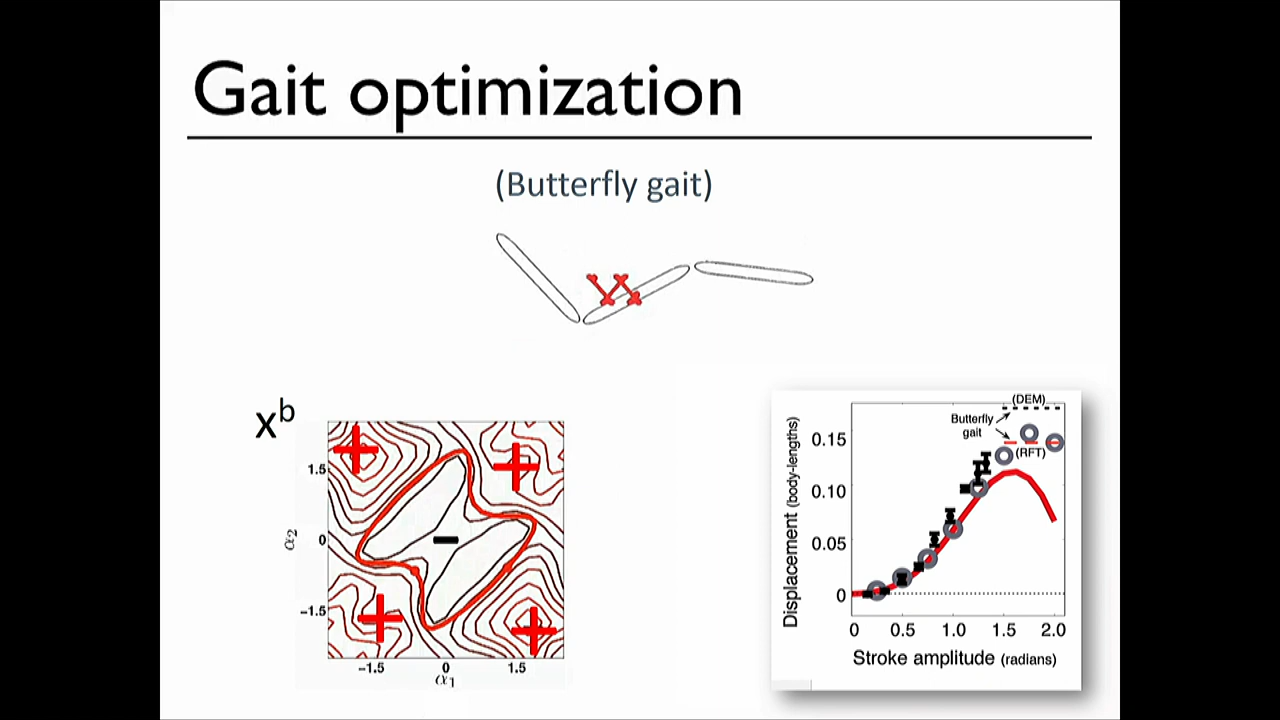 Gait optimization
(Butterfly gait)
xᵇ
1.5
0
−1.5
α₂
−1.5
0
1.5
α₁
Displacement (body-lengths)
0.15
0.10
0.05
0
(DEM)
Butterfly
gait
(RFT)
0 0.5 1.0 1.5 2.0
Stroke amplitude (radians)